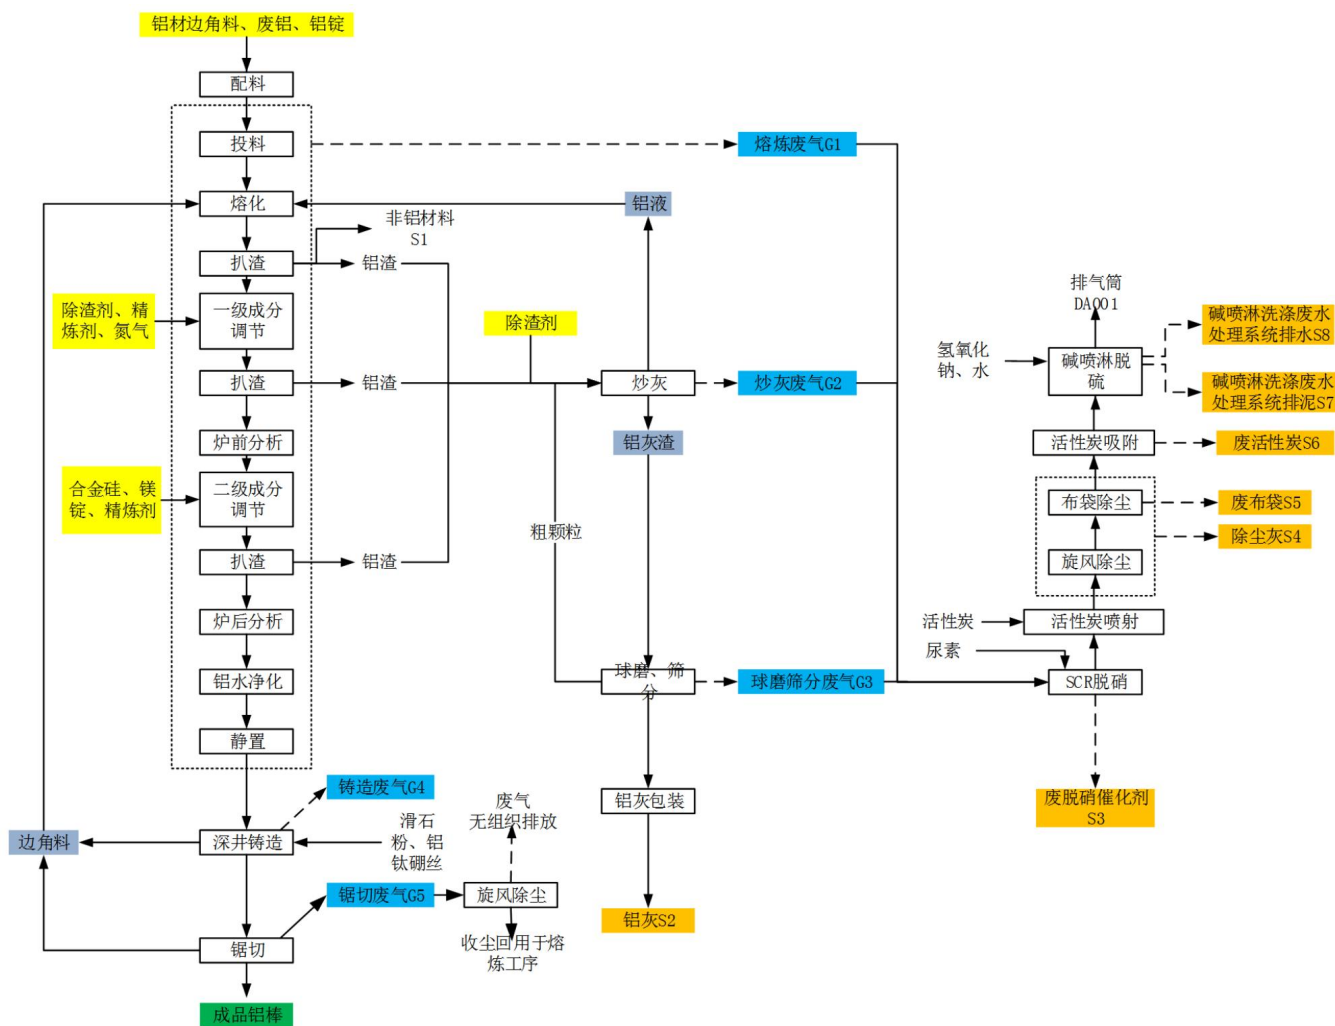 铝材边角料、废铝、铝锭
配料
投料
熔炼废气G1
熔化
铝液
非铝材料
S1
扒渣
铝渣
除渣剂、精
炼剂、氮气
一级成分
调节
除渣剂
扒渣
铝渣
炒灰
炒灰废气G2
铝灰渣
炉前分析
合金硅、镁
锭、精炼剂
二级成分
调节
粗颗粒
扒渣
铝渣
炉后分析
铝水净化
球磨、筛
分
球磨筛分废气G3
静置
铸造废气G4
铝灰包装
边角料
深井铸造
滑石
粉、铝
钛硼丝
废气
无组织排放
锯切废气G5
旋风除尘
铝灰S2
锯切
收尘回用于熔
炼工序
成品铝棒
排气筒
DA001
氢氧化
钠、水
碱喷淋脱
硫
碱喷淋洗涤废水
处理系统排水S8
碱喷淋洗涤废水
处理系统排泥S7
活性炭吸附
废活性炭S6
布袋除尘
废布袋S5
除尘灰S4
旋风除尘
活性炭
活性炭喷射
尿素
SCR脱硝
废脱硝催化剂
S3